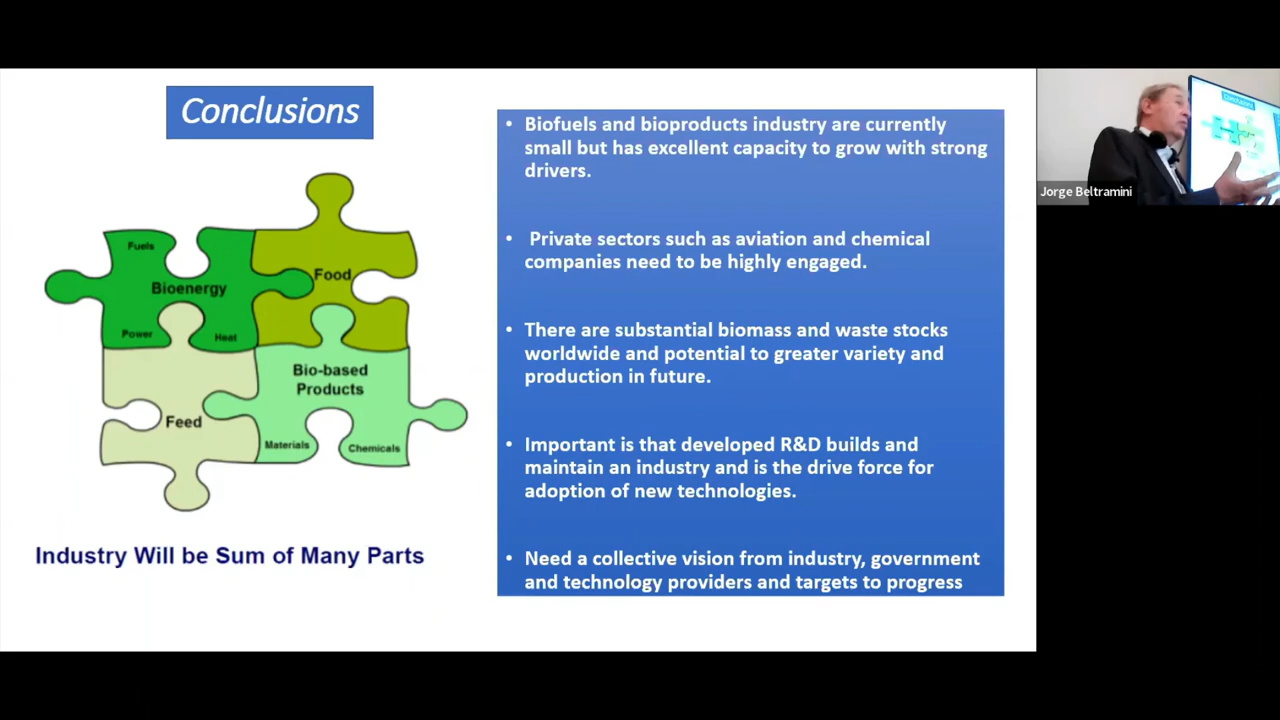 Conclusions
Fuels
Bioenergy
Power
Heat
Food
Feed
Bio-based
Products
Materials
Chemicals
Industry Will be Sum of Many Parts
• Biofuels and bioproducts industry are currently
small but has excellent capacity to grow with strong
drivers.
• Private sectors such as aviation and chemical
companies need to be highly engaged.
• There are substantial biomass and waste stocks
worldwide and potential to greater variety and
production in future.
• Important is that developed R&D builds and
maintain an industry and is the drive force for
adoption of new technologies.
• Need a collective vision from industry, government
and technology providers and targets to progress
Jorge Beltramini